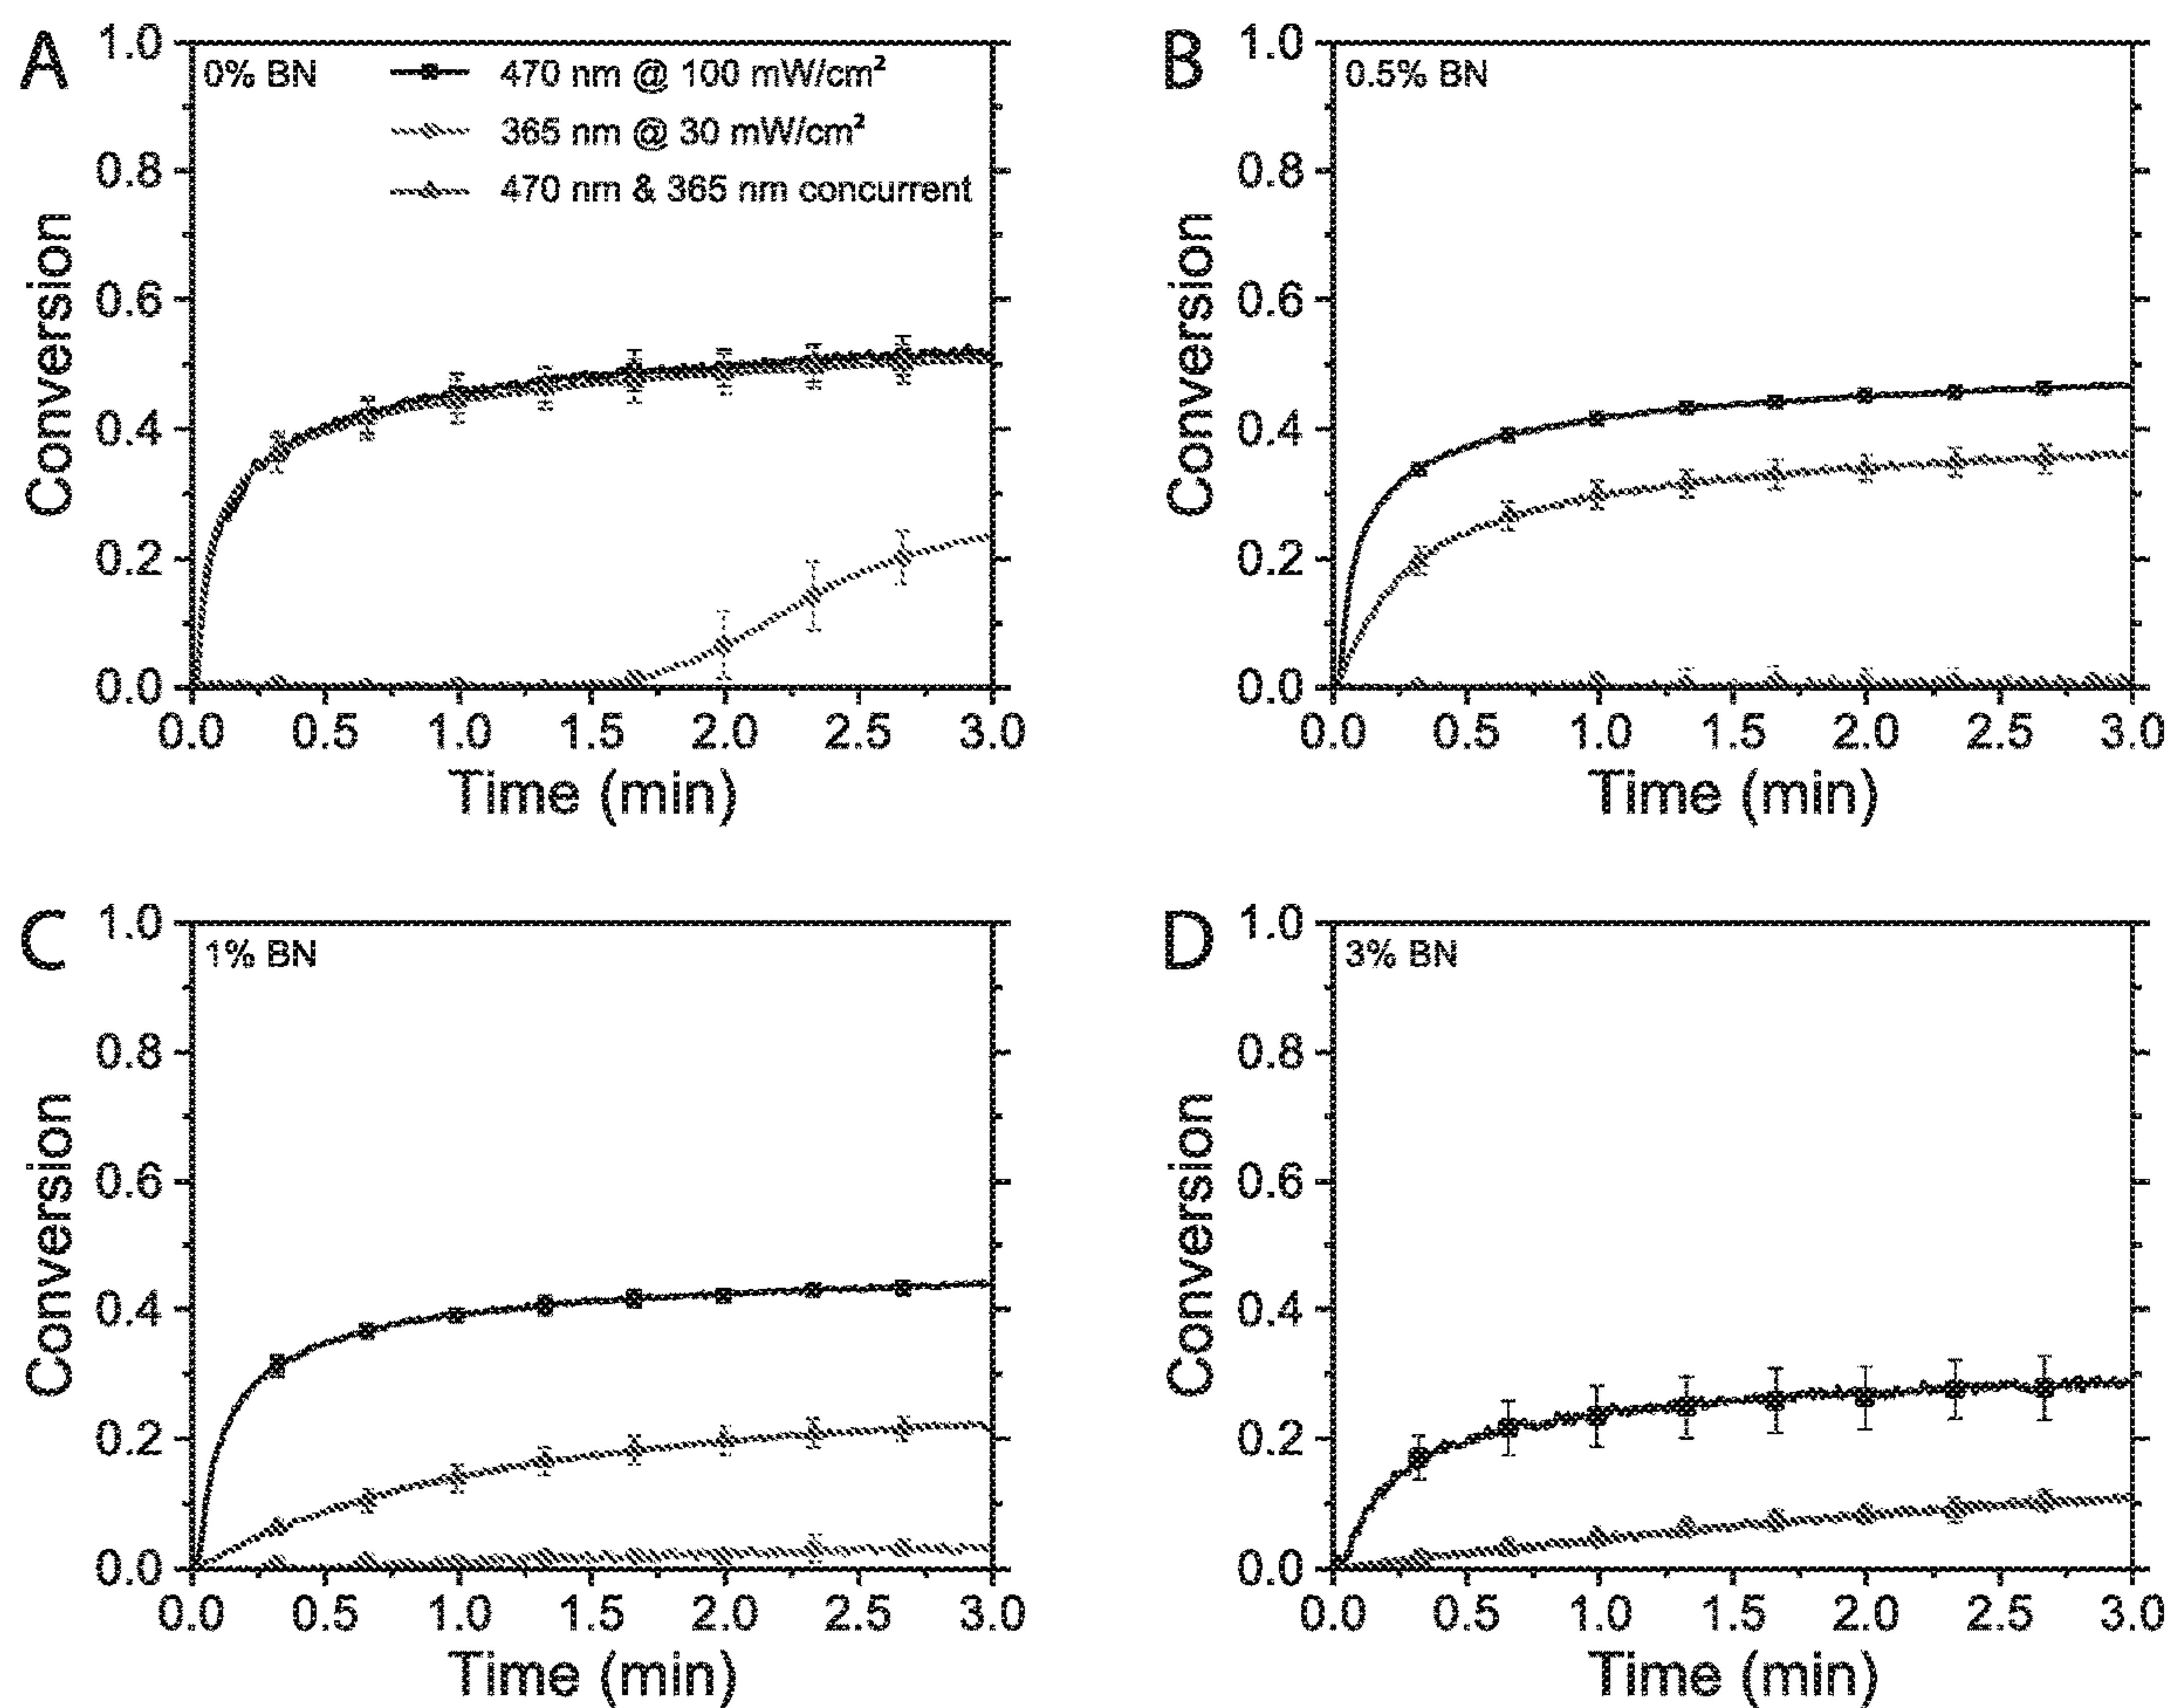 A
0% BN
470 nm @ 100 mW/cm²
365 nm @ 30 mW/cm²
470 nm & 365 nm concurrent
Conversion
1.0
0.8
0.6
0.4
0.2
0.0
0.0 0.5 1.0 1.5 2.0 2.5 3.0
Time (min)
B
0.5% BN
Conversion
1.0
0.8
0.6
0.4
0.2
0.0
0.0 0.5 1.0 1.5 2.0 2.5 3.0
Time (min)
C
1% BN
Conversion
1.0
0.8
0.6
0.4
0.2
0.0
0.0 0.5 1.0 1.5 2.0 2.5 3.0
Time (min)
D
3% BN
Conversion
1.0
0.8
0.6
0.4
0.2
0.0
0.0 0.5 1.0 1.5 2.0 2.5 3.0
Time (min)